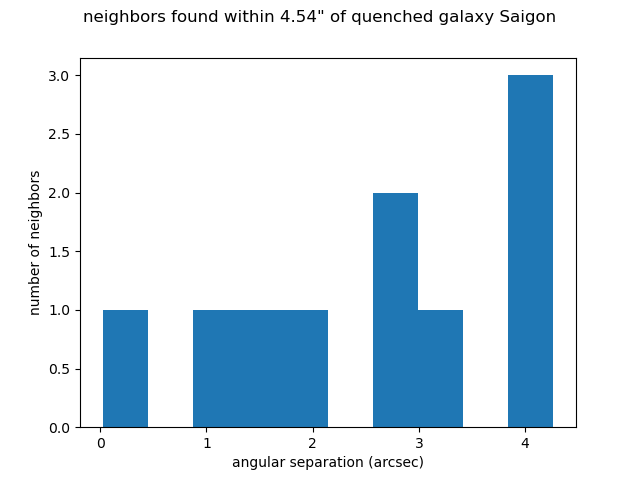 neighbors found within 4.54" of quenched galaxy Saigon
3.0
2.5
2.0
1.5
1.0
0.5
0.0
number of neighbors
0 1 2 3 4
angular separation (arcsec)